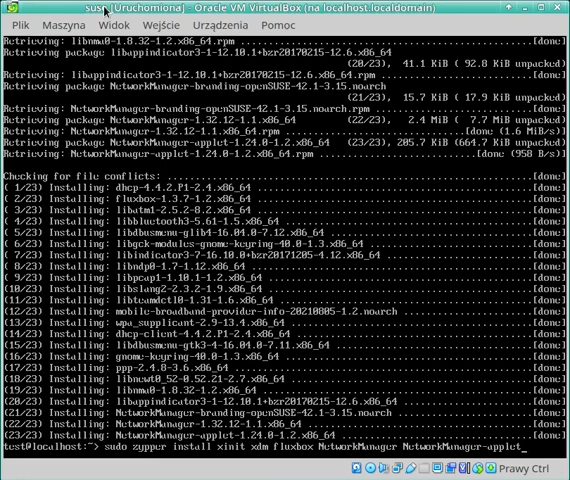 suse [Uruchomiona] - Oracle VM VirtualBox (na localhost.localdomain)
Plik Maszyna Widok Wejście Urządzenia Pomoc
Retrieving: libnma0-1.8.32-1.2.x86_64.rpm [done]
Retrieving package libappindicator3-1-12.10.1+bzr20170215-12.6.x86_64
(20/23), 41.1 KiB ( 92.8 KiB unpacked)
Retrieving: libappindicator3-1-12.10.1+bzr20170215-12.6.x86_64.rpm [done]
Retrieving package NetworkManager-branding-openSUSE-42.1-3.15.noarch
(21/23), 15.7 KiB ( 17.9 KiB unpacked)
Retrieving: NetworkManager-branding-openSUSE-42.1-3.15.noarch.rpm [done]
Retrieving package NetworkManager-1.32.12-1.1.x86_64 (22/23), 2.4 MiB ( 7.7 MiB unpacked)
Retrieving: NetworkManager-1.32.12-1.1.x86_64.rpm [done (1.6 MiB/s)]
Retrieving package NetworkManager-applet-1.24.0-1.2.x86_64 (23/23), 205.7 KiB (664.7 KiB unpacked)
Retrieving: NetworkManager-applet-1.24.0-1.2.x86_64.rpm [done (958 B/s)]
Checking for file conflicts: [done]
( 1/23) Installing: dhcp-4.4.2.P1-2.4.x86_64 [done]
( 2/23) Installing: fluxbox-1.3.7-1.2.x86_64 [done]
( 3/23) Installing: libatm1-2.5.2-8.2.x86_64 [done]
( 4/23) Installing: libbluetooth3-5.61-1.5.x86_64 [done]
( 5/23) Installing: libdbusmenu-glib4-16.04.0-7.12.x86_64 [done]
( 6/23) Installing: libgck-modules-gnome-keyring-40.0-1.3.x86_64 [done]
( 7/23) Installing: libindicator3-7-16.10.0+bzr20171205-4.12.x86_64 [done]
( 8/23) Installing: libndp0-1.7-1.12.x86_64 [done]
( 9/23) Installing: libpcap1-1.10.1-1.2.x86_64 [done]
(10/23) Installing: libslang2-2.3.2-1.9.x86_64 [done]
(11/23) Installing: libteamdctl0-1.31-1.6.x86_64 [done]
(12/23) Installing: mobile-broadband-provider-info-20210805-1.2.noarch [done]
(13/23) Installing: wpa_supplicant-2.9-13.4.x86_64 [done]
(14/23) Installing: dhcp-client-4.4.2.P1-2.4.x86_64 [done]
(15/23) Installing: libdbusmenu-gtk3-4-16.04.0-7.11.x86_64 [done]
(16/23) Installing: gnome-keyring-40.0-1.3.x86_64 [done]
(17/23) Installing: ppp-2.4.8-3.6.x86_64 [done]
(18/23) Installing: libnewt0_52-0.52.21-2.7.x86_64 [done]
(19/23) Installing: libnma0-1.8.32-1.2.x86_64 [done]
(20/23) Installing: libappindicator3-1-12.10.1+bzr20170215-12.6.x86_64 [done]
(21/23) Installing: NetworkManager-branding-openSUSE-42.1-3.15.noarch [done]
(22/23) Installing: NetworkManager-1.32.12-1.1.x86_64 [done]
(23/23) Installing: NetworkManager-applet-1.24.0-1.2.x86_64 [done]
test@localhost:~> sudo zypper install xinit xdm fluxbox NetworkManager NetworkManager-applet_
Prawy Ctrl